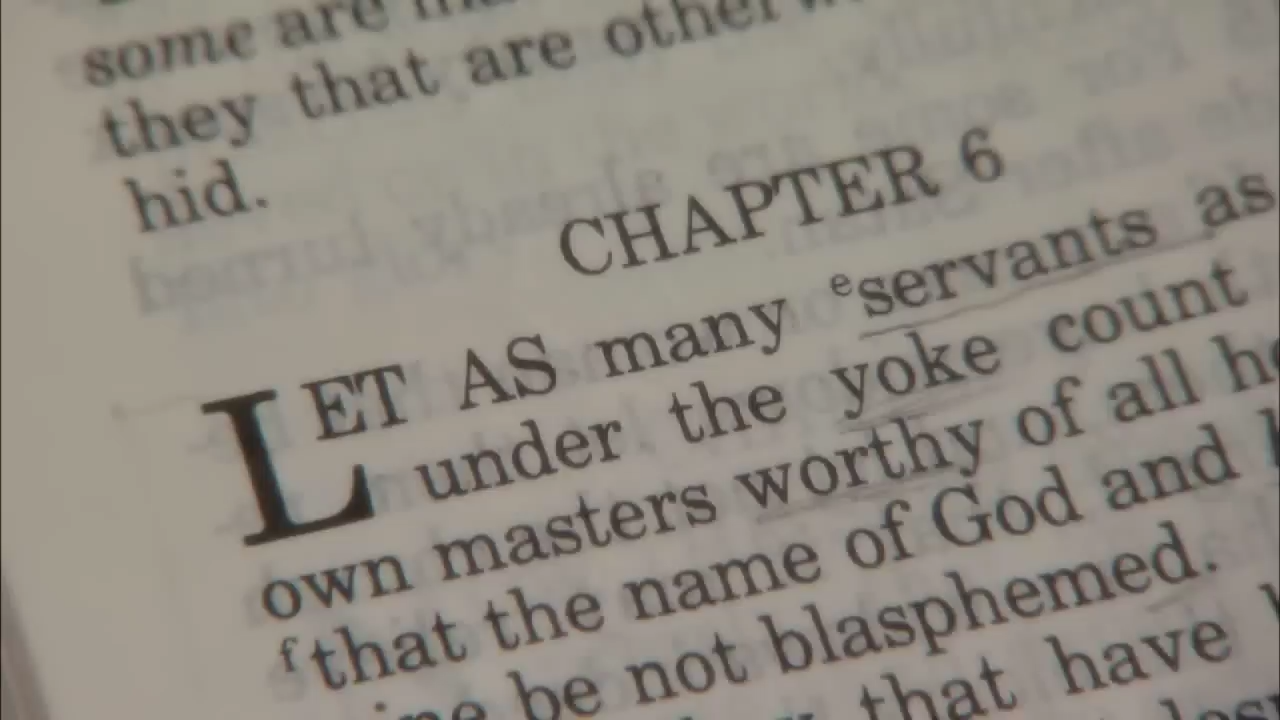 some are
they that are
hid.
CHAPTER 6
LET AS many eservants as
under the yoke count
own masters worthy of all
that the name of God and
be not blasphemed.
that have